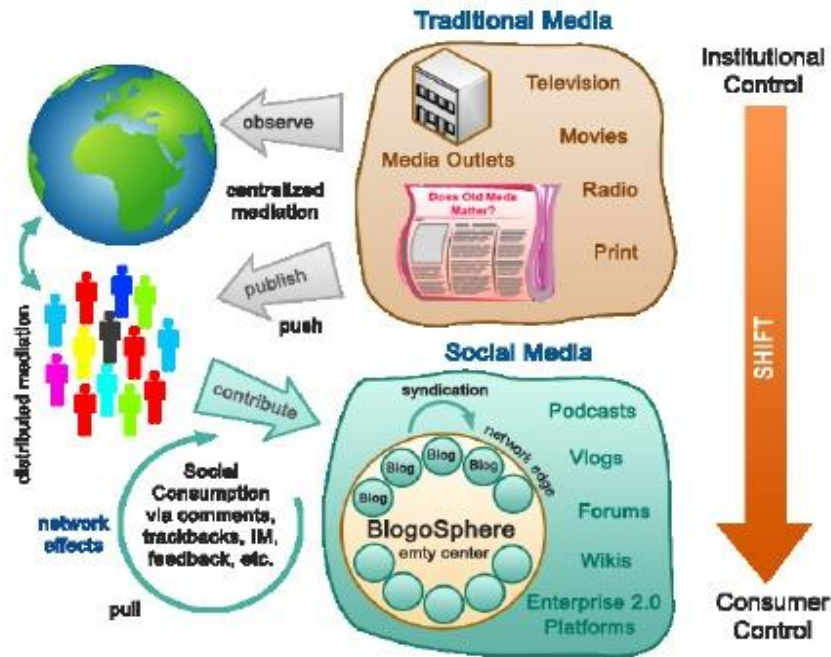 Traditional Media
Institutional
Control
observe
Television
Media Outlets
Movies
centralized
mediation
Does Old Media
Matter?
Radio
Print
publish
push
SHIFT
distributed mediation
Social Media
contribute
syndication
network edge
Blog
Blog
Blog
Blog
Blog
BlogoSphere
emty center
Podcasts
Vlogs
Forums
Wikis
Enterprise 2.0
Platforms
Social
Consumption
via comments,
trackbacks, IM,
feedback, etc.
network
effects
pull
Consumer
Control